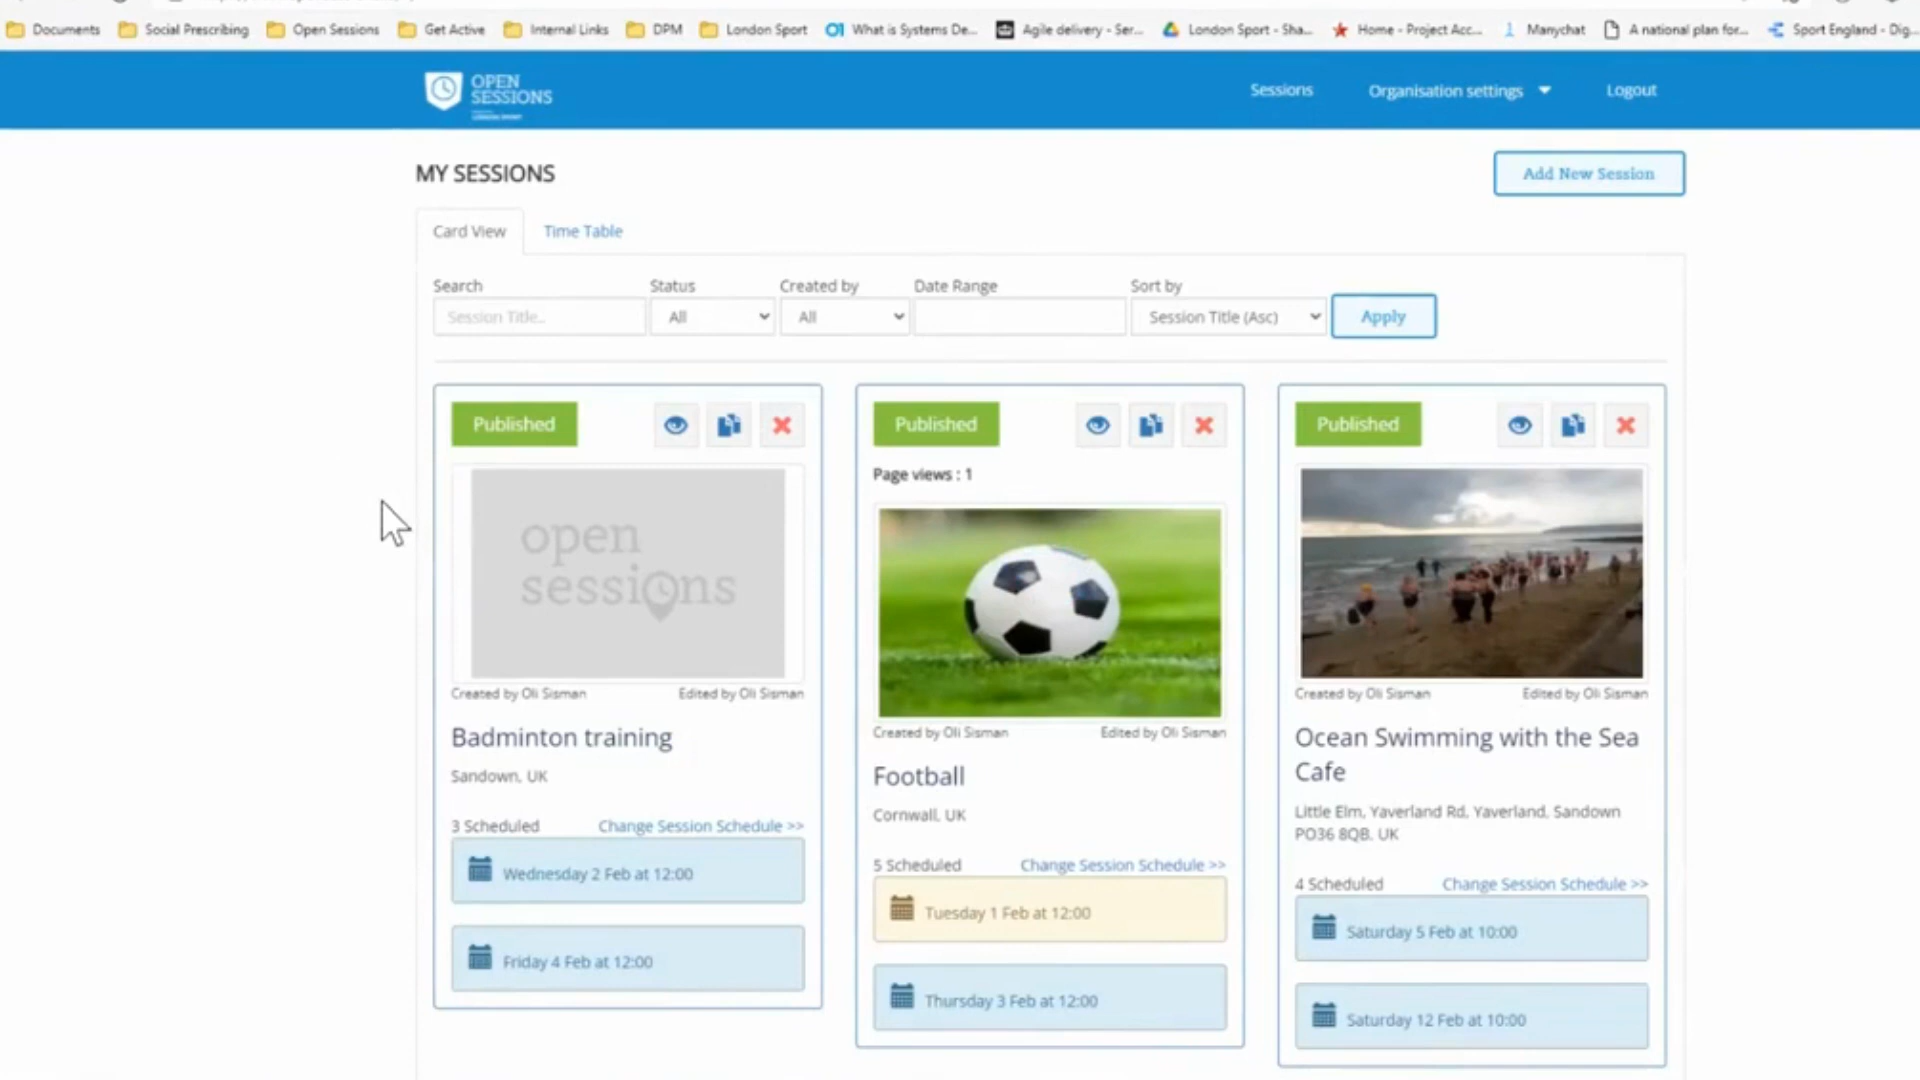 Documents
Social Prescribing
Open Sessions
Get Active
Internal Links
DPM
London Sport
What is Systems De...
Agile delivery - Ser...
London Sport - Sha...
Home - Project Acc...
Manychat
A national plan for...
Sport England - Dig...
OPEN
SESSIONS
LONDON SPORT
Sessions
Organisation settings
Logout
MY SESSIONS
Add New Session
Card View
Time Table
Search
Status
Created by
Date Range
Sort by
Session Title..
All
All
Session Title (Asc)
Apply
Published
open
sessions
Created by Oli Sisman
Edited by Oli Sisman
Badminton training
Sandown, UK
3 Scheduled
Change Session Schedule >>
Wednesday 2 Feb at 12:00
Friday 4 Feb at 12:00
Published
Page views : 1
Created by Oli Sisman
Edited by Oli Sisman
Football
Cornwall, UK
5 Scheduled
Change Session Schedule >>
Tuesday 1 Feb at 12:00
Thursday 3 Feb at 12:00
Published
Created by Oli Sisman
Edited by Oli Sisman
Ocean Swimming with the Sea
Cafe
Little Elm, Yaverland Rd, Yaverland, Sandown
PO36 8QB, UK
4 Scheduled
Change Session Schedule >>
Saturday 5 Feb at 10:00
Saturday 12 Feb at 10:00